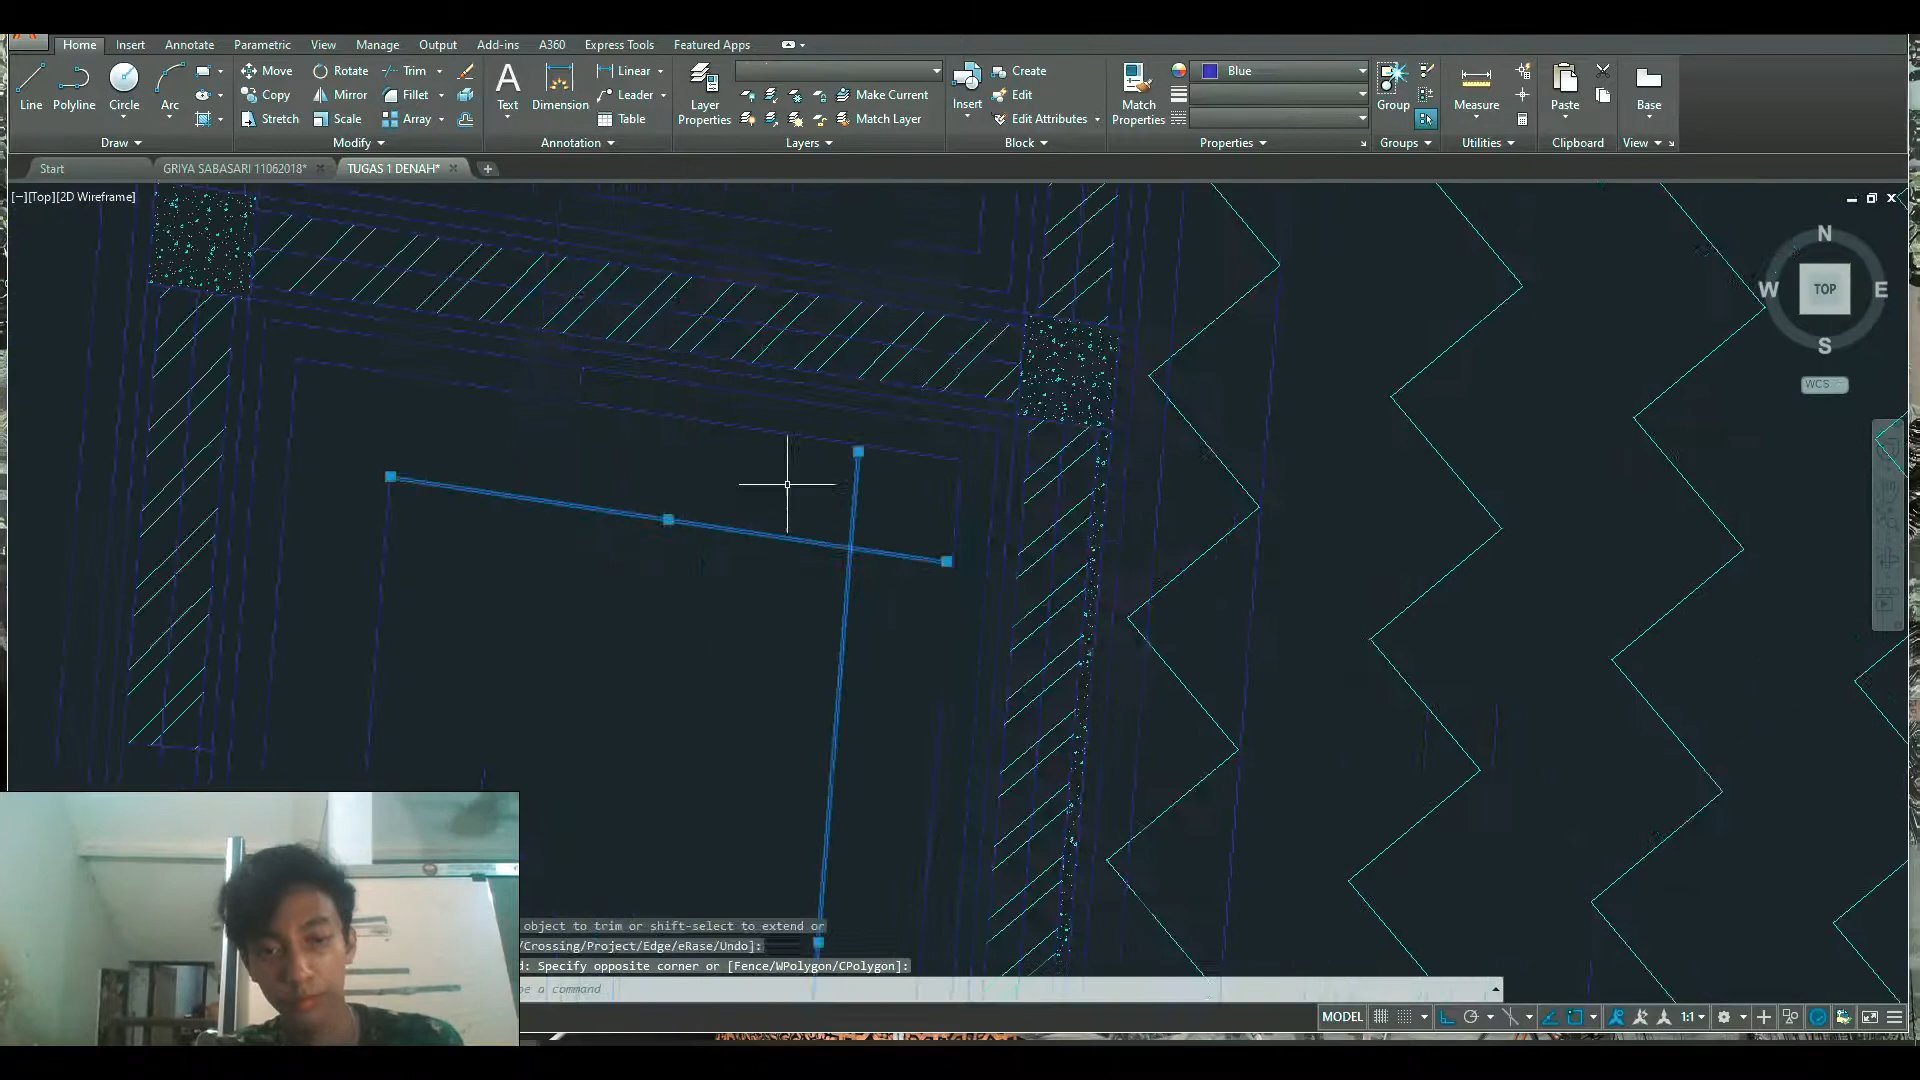 Home Insert Annotate Parametric View Manage Output Add-ins A360 Express Tools Featured Apps
Move Rotate Trim Linear Create Blue
Line Polyline Circle Arc Copy Mirror Fillet Text Dimension Leader Layer Properties Make Current Insert Edit Match Properties Group Measure Paste Base
Stretch Scale Array Table Match Layer Edit Attributes
Draw Modify Annotation Layers Block Properties Groups Utilities Clipboard View
Start GRIYA SABASARI 11062018* TUGAS 1 DENAH*
[−][Top][2D Wireframe]
N
W TOP E
S
WCS
object to trim or shift-select to extend or
/Crossing/Project/Edge/eRase/Undo]:
d: Specify opposite corner or [Fence/WPolygon/CPolygon]:
pe a command
MODEL 1:1